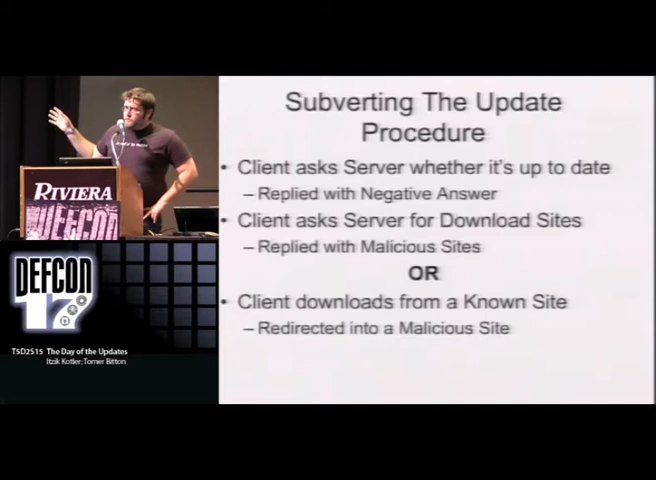 Subverting The Update
Procedure
• Client asks Server whether it's up to date
– Replied with Negative Answer
• Client asks Server for Download Sites
– Replied with Malicious Sites
OR
• Client downloads from a Known Site
– Redirected into a Malicious Site
RIVIERA
DEFCON
DEFCON
17
T5D2S15 The Day of the Updates
Itzik Kotler; Tomer Bitton